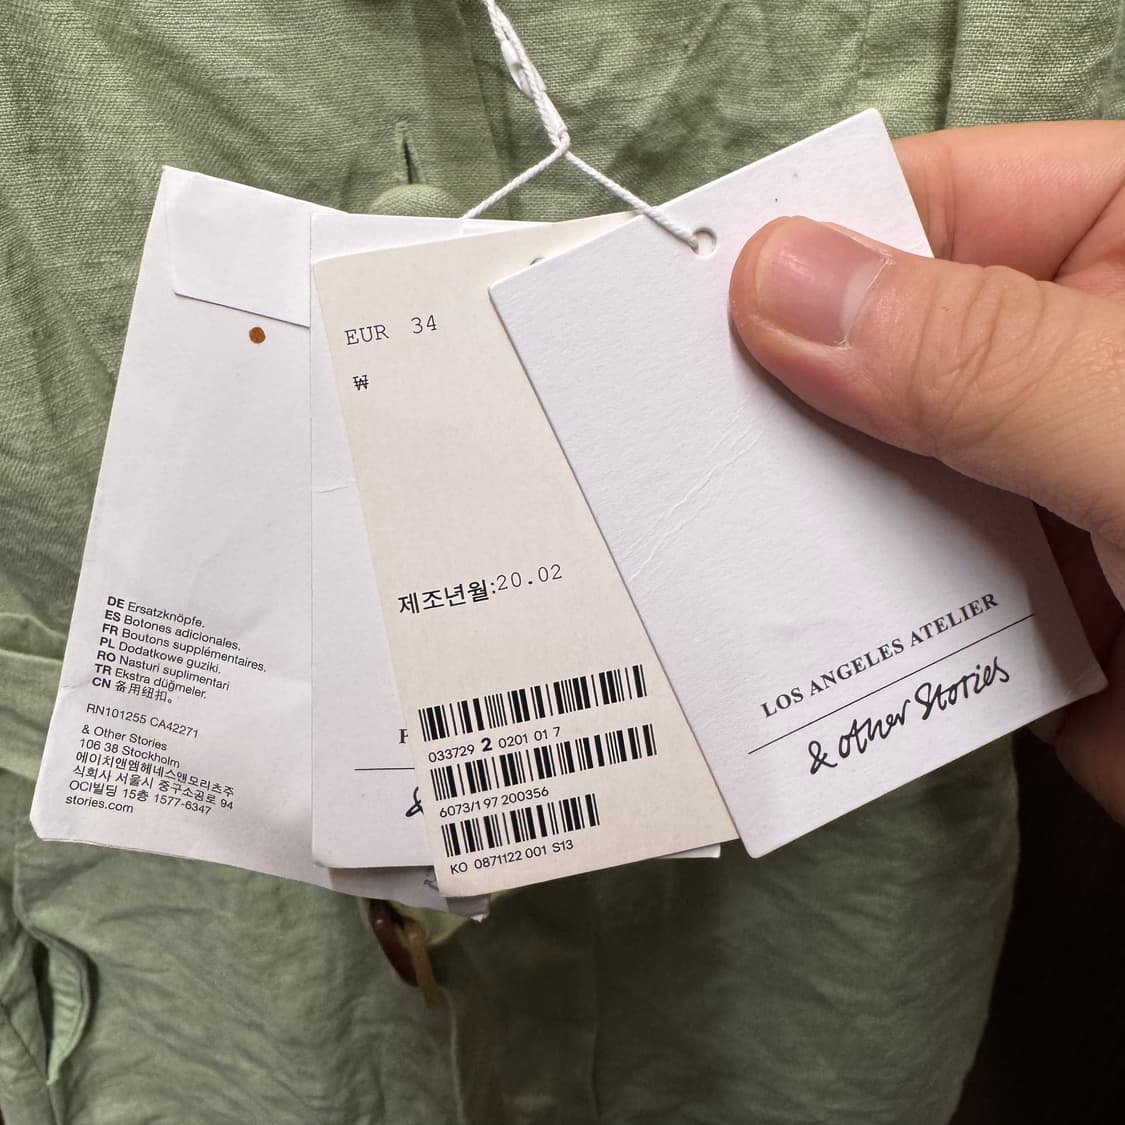 DE Ersatzknöpfe.
ES Botones adicionales.
FR Boutons supplémentaires.
PL Dodatkowe guziki.
RO Nasturi suplimentari
TR Ekstra düğmeler.
CN 备用纽扣。
RN101255 CA42271
& Other Stories
106 38 Stockholm
에이치앤엠헤네스앤모리츠주
식회사 서울시 중구소공로 94
OCI빌딩 15층 1577-6347
stories.com
EUR 34
₩
제조년월:20.02
033729 2 0201 01 7
6073/1 97 200356
KO 0871122 001 S13
LOS ANGELES ATELIER
& other Stories